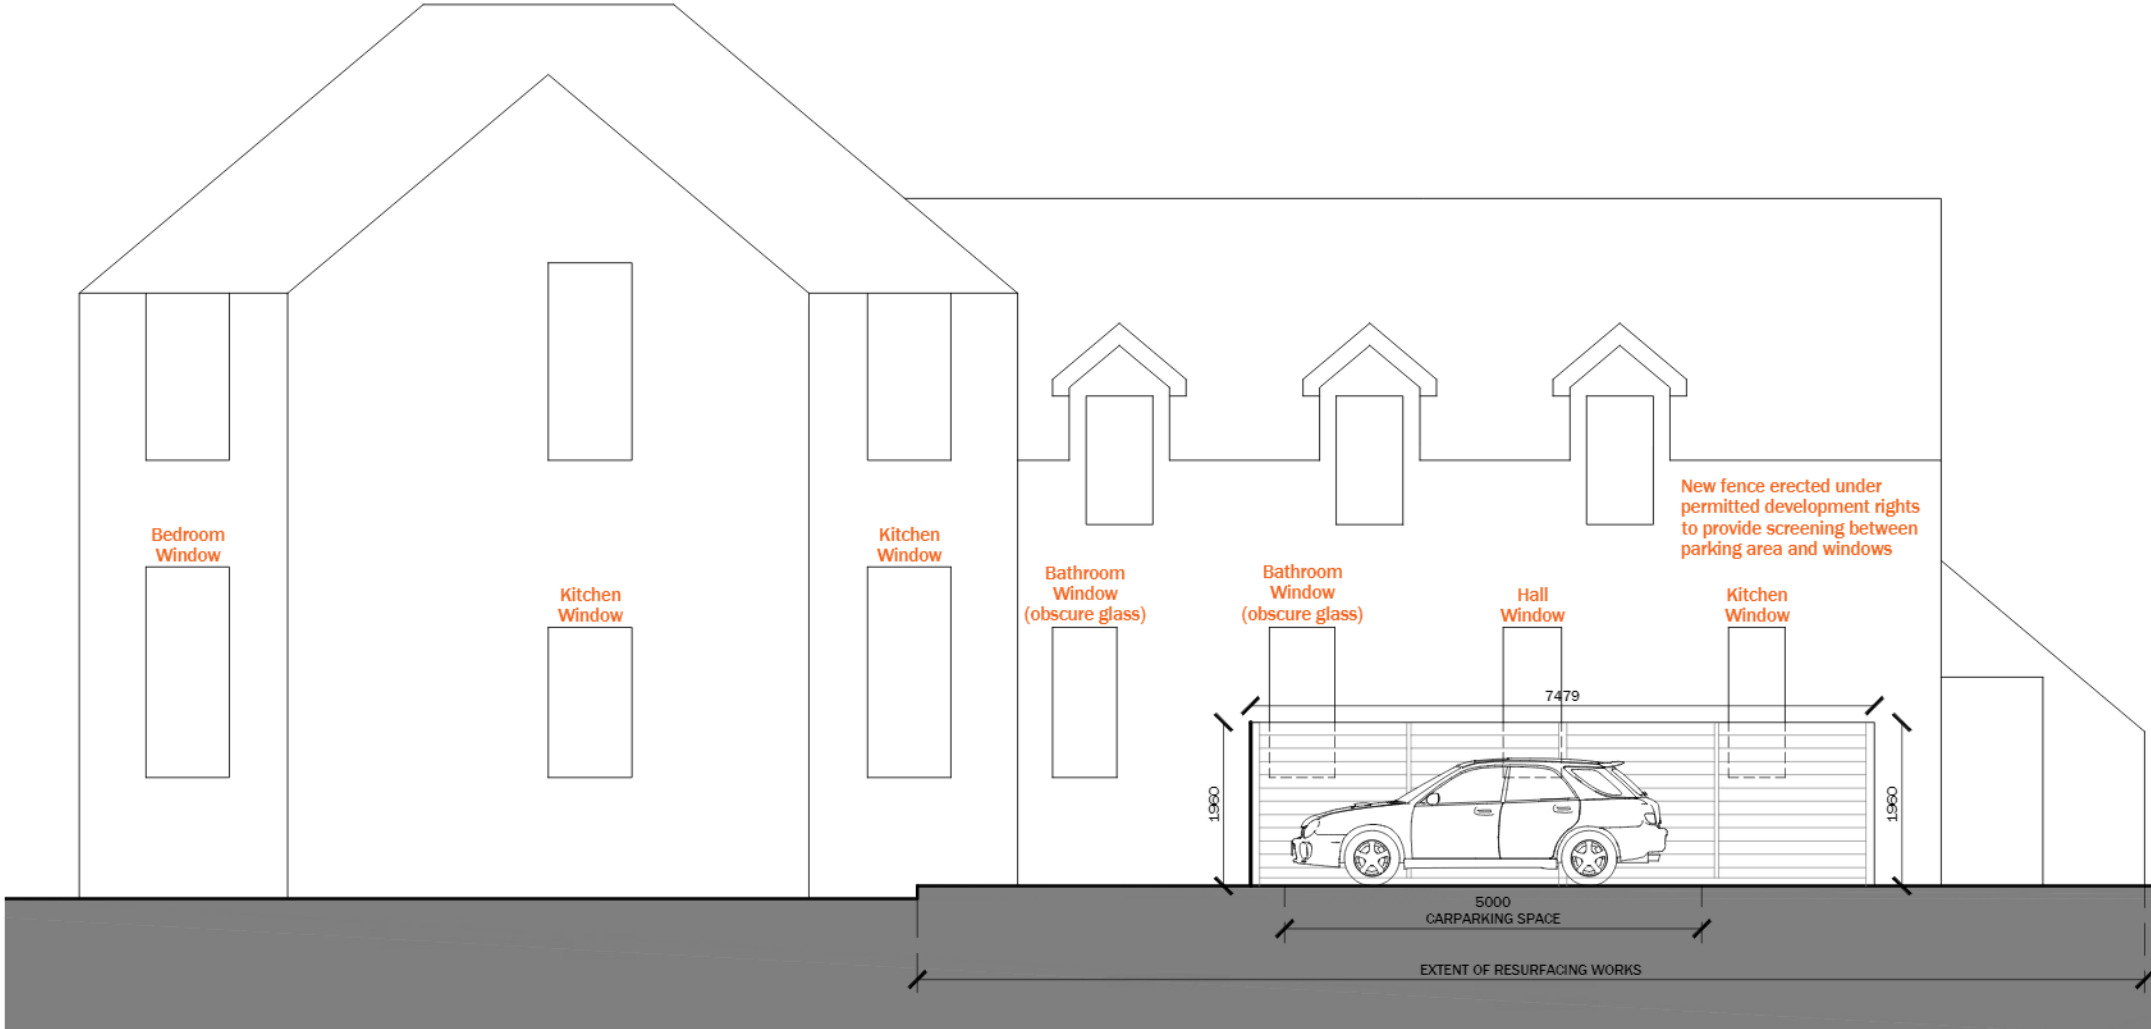 New fence erected under
permitted development rights
to provide screening between
parking area and windows
Bedroom
Window
Kitchen
Window
Kitchen
Window
Bathroom
Window
(obscure glass)
Bathroom
Window
(obscure glass)
Hall
Window
Kitchen
Window
7479
1960
1960
5000
CARPARKING SPACE
EXTENT OF RESURFACING WORKS